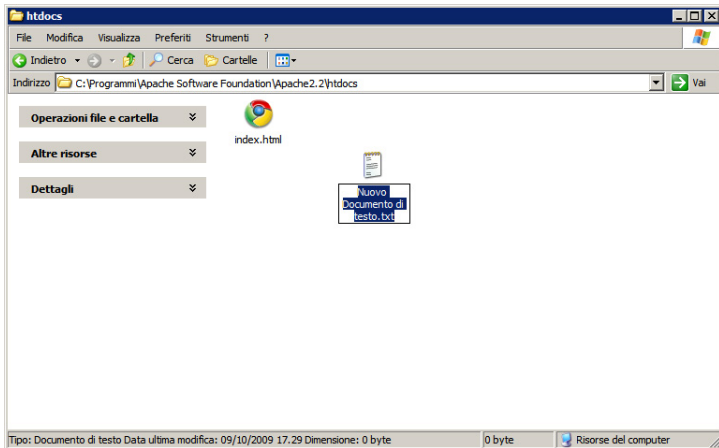 htdocs
File Modifica Visualizza Preferiti Strumenti ?
Indietro Cerca Cartelle
Indirizzo C:\Programmi\Apache Software Foundation\Apache2.2\htdocs Vai
Operazioni file e cartella
Altre risorse
Dettagli
index.html
Nuovo
Documento di
testo.txt
Tipo: Documento di testo Data ultima modifica: 09/10/2009 17.29 Dimensione: 0 byte 0 byte Risorse del computer